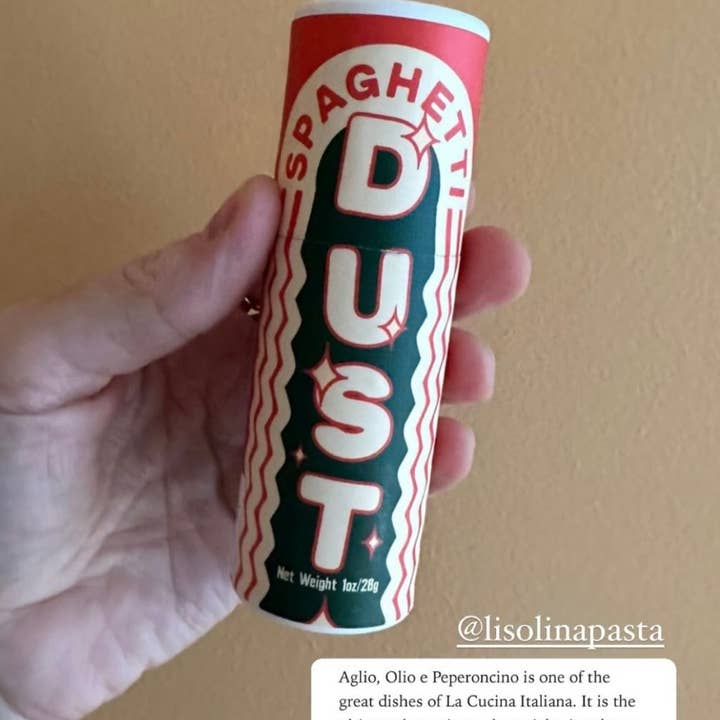 SPAGHETTI
DUST
Net Weight 1oz/28g
@lisolinapasta
Aglio, Olio e Peperoncino is one of the
great dishes of La Cucina Italiana. It is the